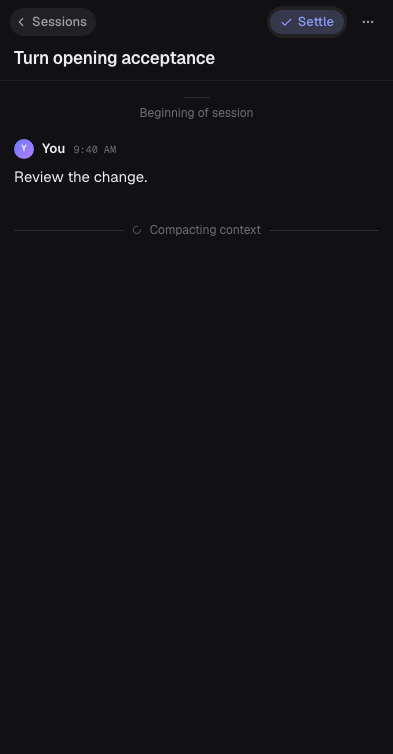 Sessions
Settle
Turn opening acceptance
Beginning of session
Y
You 9:40 AM
Review the change.
Compacting context